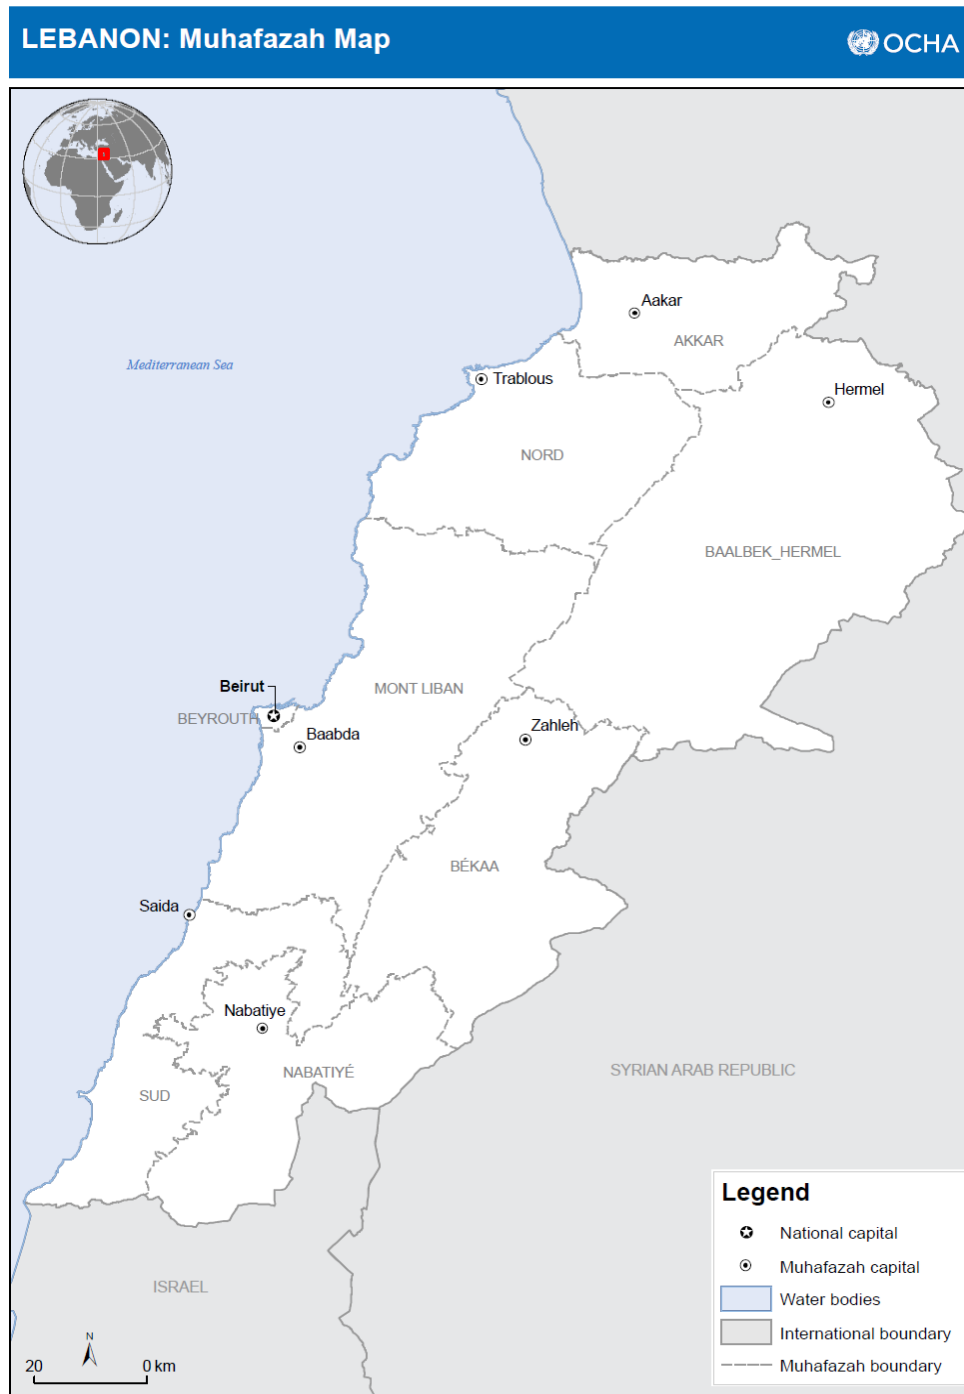 LEBANON: Muhafazah Map
OCHA
Aakar
AKKAR
Mediterranean Sea
Trablous
Hermel
NORD
BAALBEK_HERMEL
Beirut
MONT LIBAN
BEYROUTH
Zahleh
Baabda
BÉKAA
Saida
Nabatiye
NABATIYÉ
SYRIAN ARAB REPUBLIC
SUD
ISRAEL
Legend
National capital
Muhafazah capital
Water bodies
International boundary
Muhafazah boundary
N
20 0 km